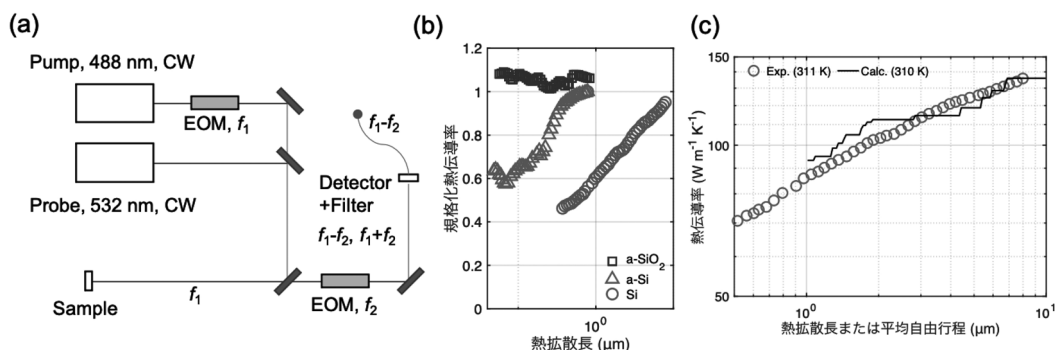 (a)
Pump, 488 nm, CW
EOM, f₁
Probe, 532 nm, CW
f₁-f₂
Detector
+Filter
f₁-f₂, f₁+f₂
Sample
f₁
EOM, f₂
(b)
規格化熱伝導率
1.2
1
0.8
0.6
0.4
0.2
0
a-SiO₂
a-Si
Si
10⁰
熱拡散長 (μm)
(c)
熱伝導率 (W m⁻¹ K⁻¹)
150
100
50
Exp. (311 K)
Calc. (310 K)
10⁰
10¹
熱拡散長または平均自由行程 (μm)